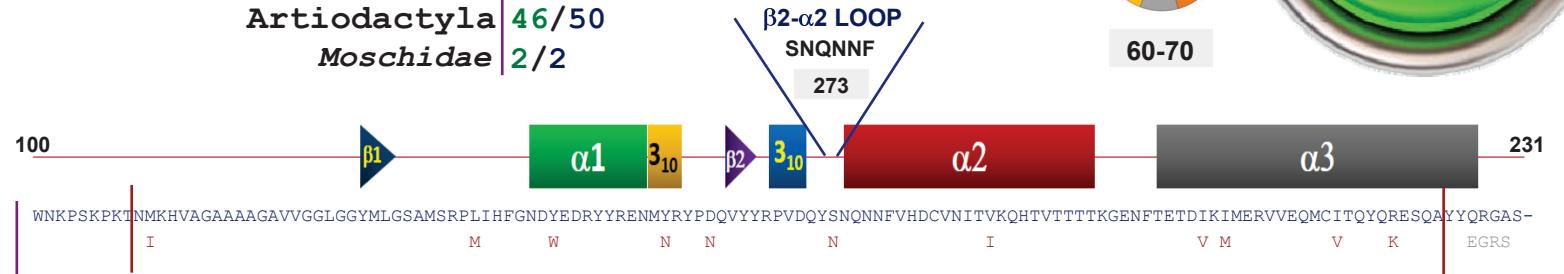 Artiodactyla 46/50
Moschidae 2/2
β2-α2 LOOP
SNQNNF
273
60-70
100 β1 α1 3₁₀ β2 3₁₀ α2 α3 231
WNKPSKPKTNMKHVAGAAAAGAVVGGLGGYMLGSAMSRPLIHFGNDYEDRYYRENMYRYPDQVYYRPVDQYSNQNNFVHDCVNITVKQHTVTTTTKGENFTETDIKIMERVVEQMCITQYQRESQAYYQRGAS-
I M W N N N I V M V K EGRS